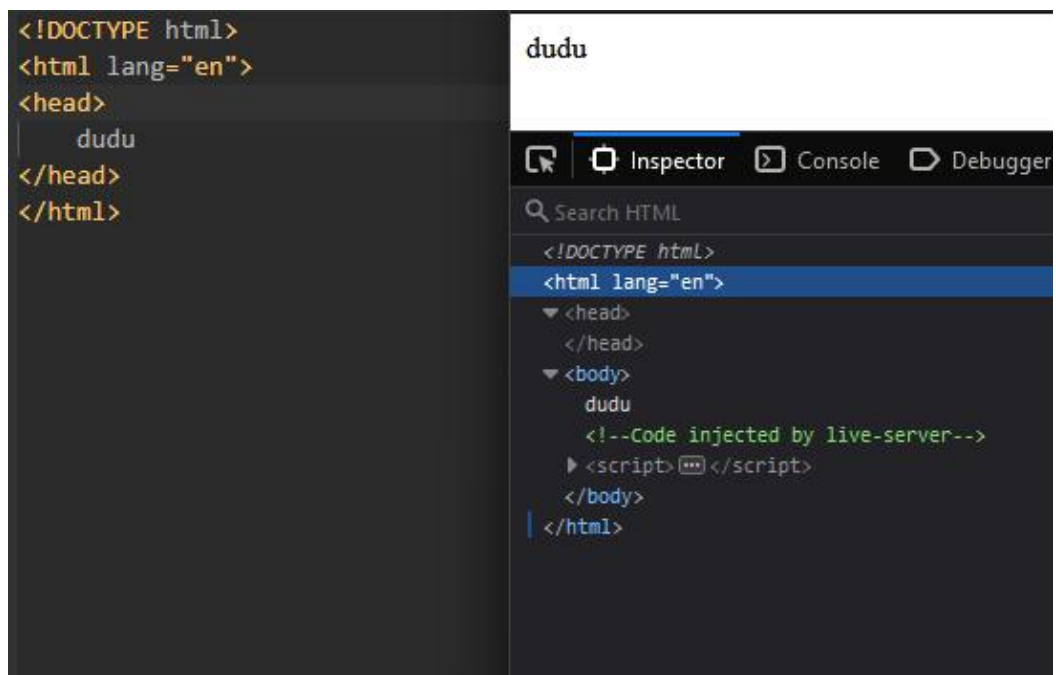 <!DOCTYPE html>
<html lang="en">
<head>
    dudu
</head>
</html>
dudu
Inspector Console Debugger
Search HTML
<!DOCTYPE html>
<html lang="en">
<head>
</head>
<body>
dudu
<!--Code injected by live-server-->
<script>...</script>
</body>
</html>